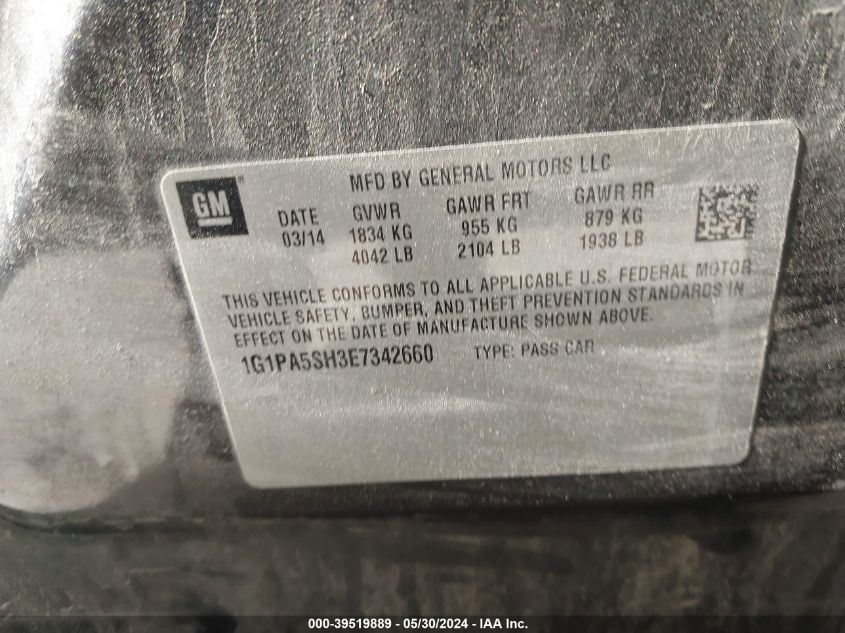 GM
MFD BY GENERAL MOTORS LLC
DATE GVWR GAWR FRT GAWR RR
03/14 1834 KG 955 KG 879 KG
4042 LB 2104 LB 1938 LB
THIS VEHICLE CONFORMS TO ALL APPLICABLE U.S. FEDERAL MOTOR
VEHICLE SAFETY, BUMPER, AND THEFT PREVENTION STANDARDS IN
EFFECT ON THE DATE OF MANUFACTURE SHOWN ABOVE.
1G1PA5SH3E7342660 TYPE: PASS CAR
000-39519889 - 05/30/2024 - IAA Inc.